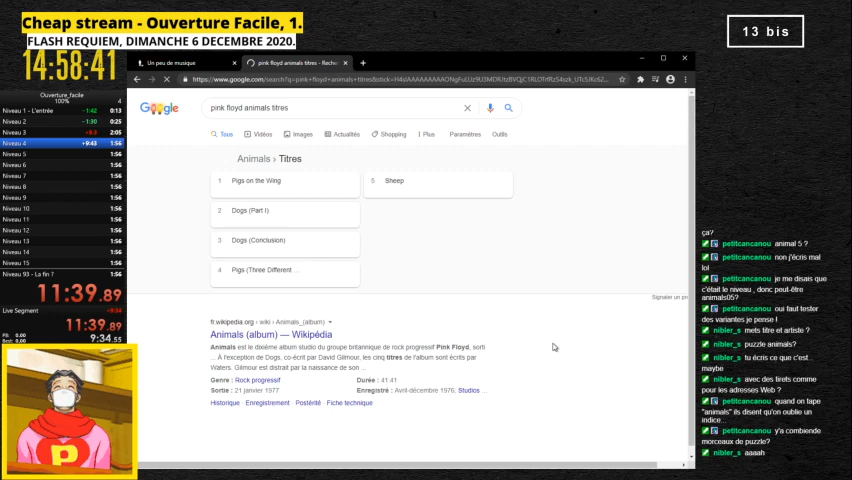 Cheap stream - Ouverture Facile, 1.
FLASH REQUIEM, DIMANCHE 6 DECEMBRE 2020.
14:58:41
13 bis
Ouverture_facile
100% 4
Niveau 1 - L'entrée - 1:42 0:13
Niveau 2 - 1:30 0:25
Niveau 3 +9.3 2:05
Niveau 4 +9:43 1:56
Niveau 5 1:56
Niveau 6 1:56
Niveau 7 1:56
Niveau 8 1:56
Niveau 9 1:56
Niveau 10 1:56
Niveau 11 1:56
Niveau 12 1:56
Niveau 13 1:56
Niveau 14 1:56
Niveau 15 1:56
Niveau 93 - La fin ? 1:56
11:39.89
Live Segment +9:34
11:39.89
PB: 0.00
Best: 0.00
9:34.55
P
Un peu de musique
pink floyd animals titres - Reche
Google
pink floyd animals titres
Tous Vidéos Images Actualités Shopping Plus Paramètres Outils
Animals › Titres
1 Pigs on the Wing
5 Sheep
2 Dogs (Part I)
3 Dogs (Conclusion)
4 Pigs (Three Different ...
Signaler un pro
fr.wikipedia.org › wiki › Animals_(album)
Animals (album) — Wikipédia
Animals est le dixième album studio du groupe britannique de rock progressif Pink Floyd, sorti
... À l'exception de Dogs, co-écrit par David Gilmour, les cinq titres de l'album sont écrits par
Waters. Gilmour est distrait par la naissance de son ...
Genre : Rock progressif Durée : 41:41
Sortie : 21 janvier 1977 Enregistré : Avril-décembre 1976, Studios ...
Historique · Enregistrement · Postérité · Fiche technique
ça?
petitcancanou animal 5 ?
petitcancanou non j'écris mal
lol
petitcancanou je me disais que
c'était le niveau , donc peut-être
animals05?
petitcancanou oui faut tester
des variantes je pense !
nibler_s mets titre et artiste ?
nibler_s puzzle animals?
nibler_s tu écris ce que c'est...
maybe
nibler_s avec des tirets comme
pour les adresses Web ?
petitcancanou quand on tape
"animals" ils disent qu'on oublie un
indice...
petitcancanou y'a combiende
morceaux de puzzle?
nibler_s aaaah